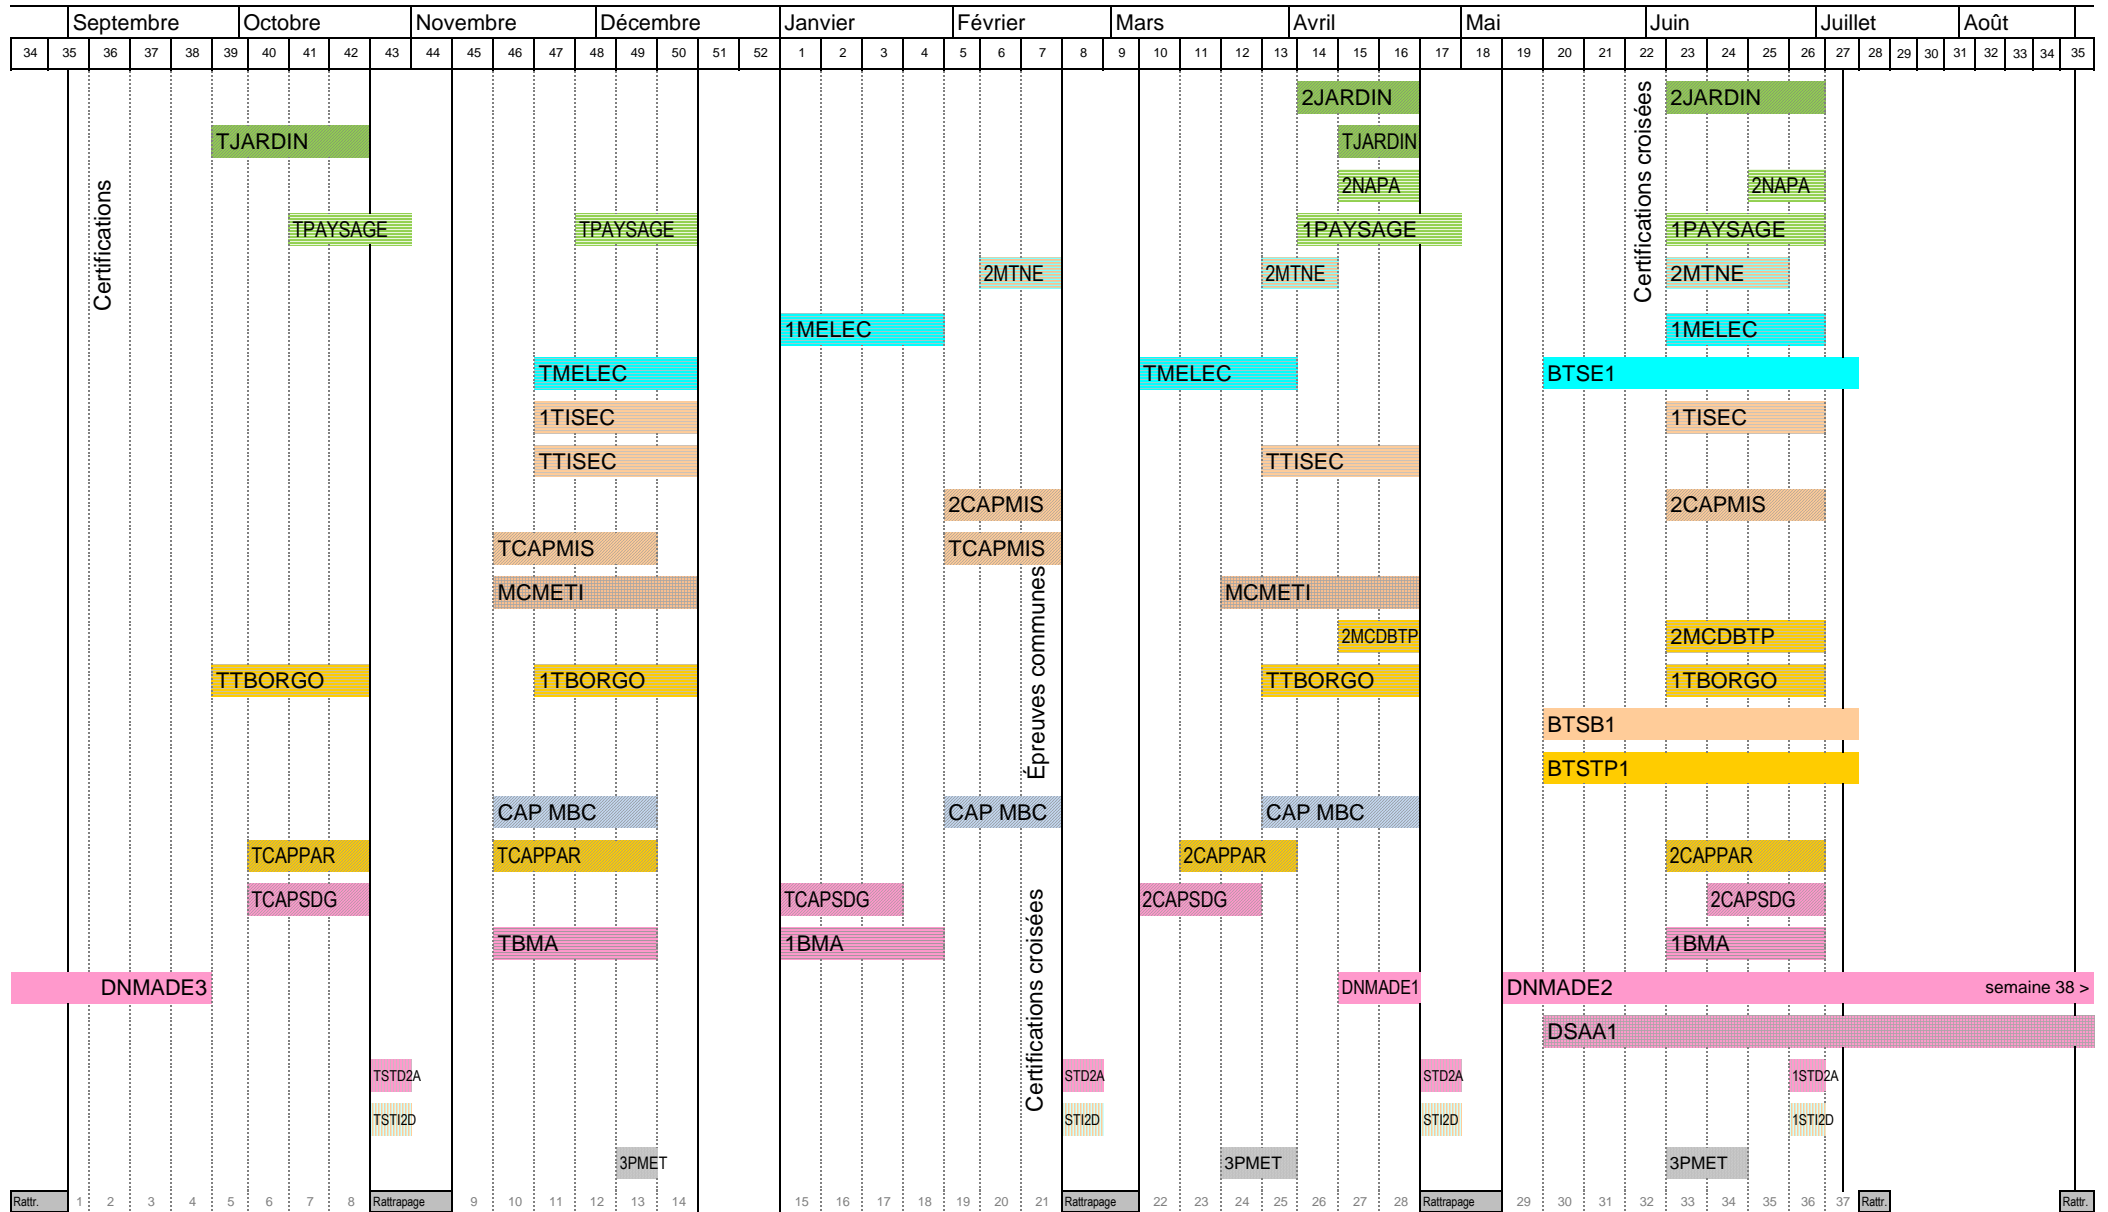 Septembre Octobre Novembre Décembre Janvier Février Mars Avril Mai Juin Juillet Août
34 35 36 37 38 39 40 41 42 43 44 45 46 47 48 49 50 51 52 1 2 3 4 5 6 7 8 9 10 11 12 13 14 15 16 17 18 19 20 21 22 23 24 25 26 27 28 29 30 31 32 33 34 35
Certifications
Certifications croisées
2JARDIN 2JARDIN
TJARDIN TJARDIN
2NAPA 2NAPA
TPAYSAGE TPAYSAGE 1PAYSAGE 1PAYSAGE
2MTNE 2MTNE 2MTNE
1MELEC 1MELEC
TMELEC TMELEC BTSE1
1TISEC 1TISEC
TTISEC TTISEC
2CAPMIS 2CAPMIS
TCAPMIS TCAPMIS
Épreuves communes
MCMETI MCMETI
2MCDBTP 2MCDBTP
TTBORGO 1TBORGO TTBORGO 1TBORGO
BTSB1
BTSTP1
CAP MBC CAP MBC CAP MBC
TCAPPAR TCAPPAR 2CAPPAR 2CAPPAR
Certifications croisées
TCAPSDG TCAPSDG 2CAPSDG 2CAPSDG
TBMA 1BMA 1BMA
DNMADE3 DNMADE1 DNMADE2 semaine 38 >
DSAA1
TSTD2A STD2A STD2A 1STD2A
TSTI2D STI2D STI2D 1STI2D
3PMET 3PMET 3PMET
Rattr. 1 2 3 4 5 6 7 8 Rattrapage 9 10 11 12 13 14 15 16 17 18 19 20 21 Rattrapage 22 23 24 25 26 27 28 Rattrapage 29 30 31 32 33 34 35 36 37 Rattr. Rattr.